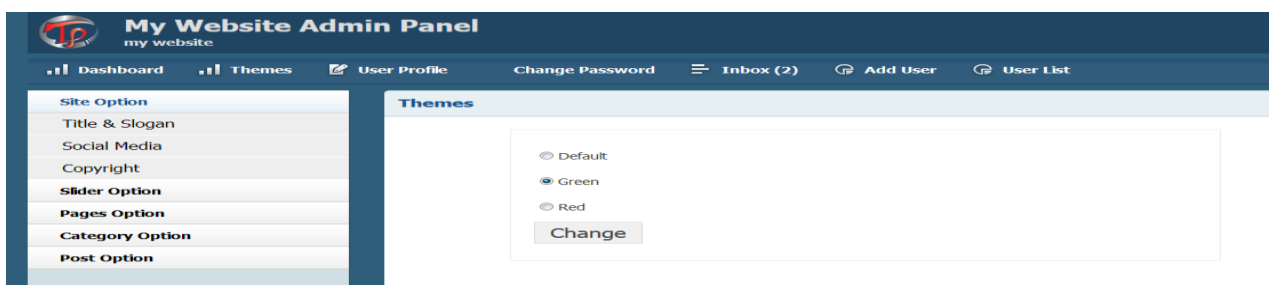 TP My Website Admin Panel
my website
Dashboard Themes User Profile Change Password Inbox (2) Add User User List
Site Option
Title & Slogan
Social Media
Copyright
Slider Option
Pages Option
Category Option
Post Option
Themes
Default
Green
Red
Change